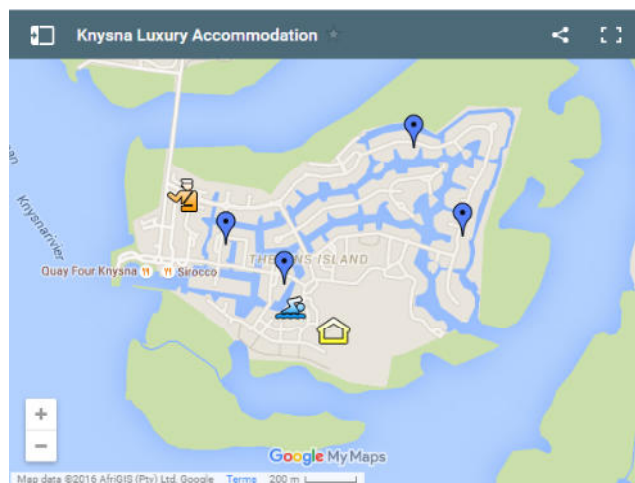 Knysna Luxury Accommodation
Knysnarivier
THESENS ISLAND
Quay Four Knysna
Sirocco
+
−
Google My Maps
Map data ©2016 AfriGIS (Pty) Ltd, Google Terms 200 m